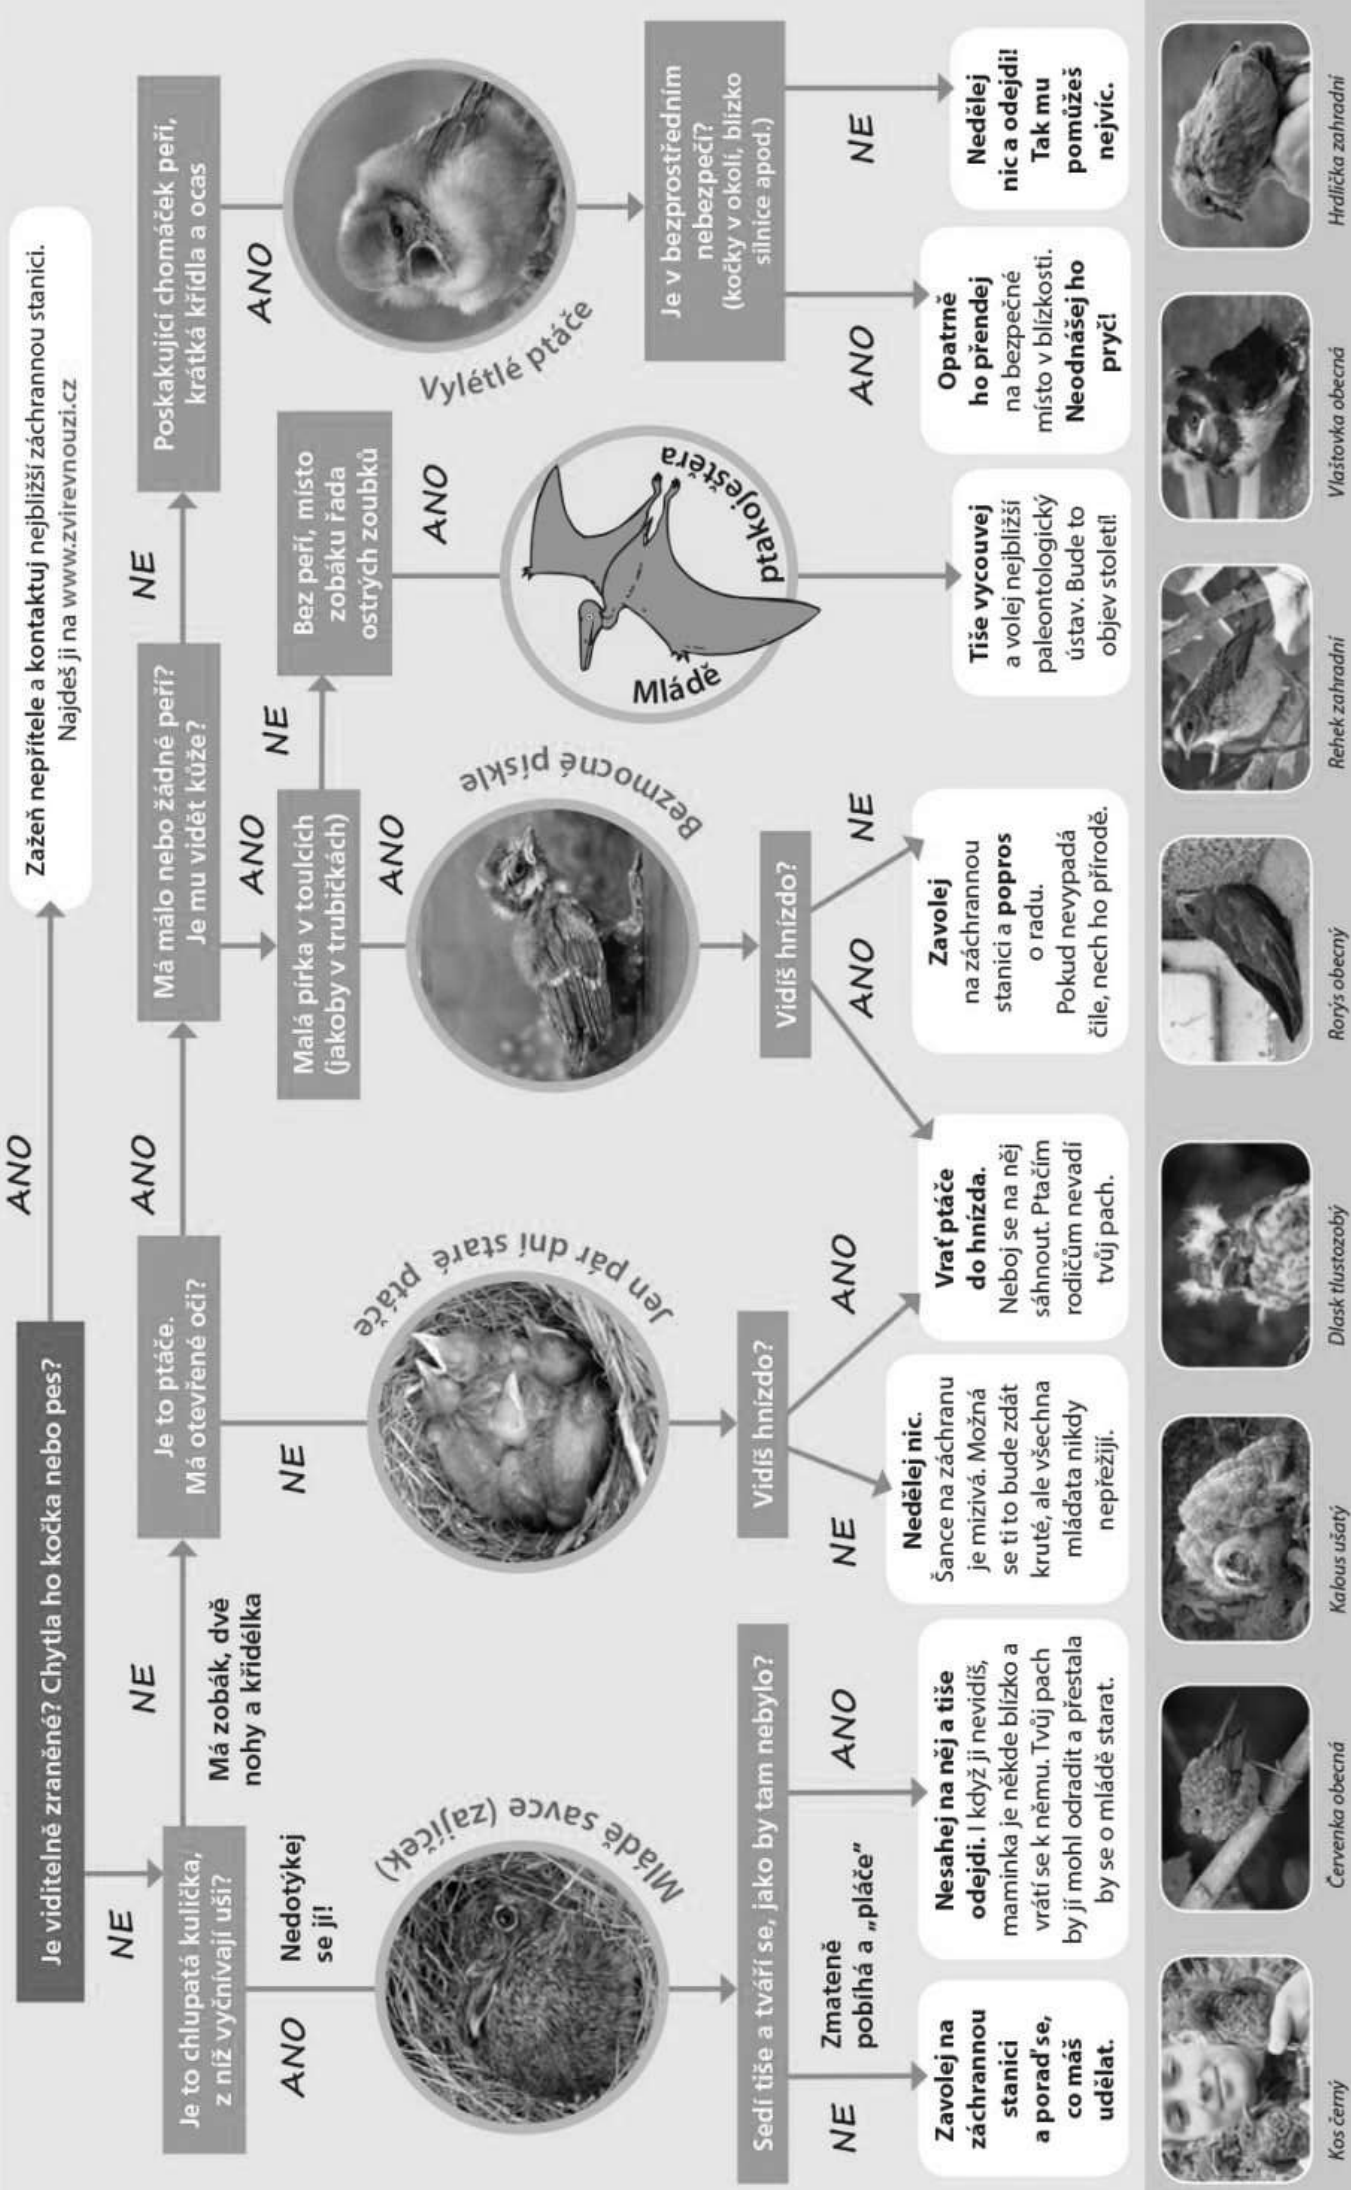 Zažeň nepřítele a kontaktuj nejbližší záchrannou stanici.
Najdeš ji na www.zvirevnouzi.cz
ANO
Je viditelně zraněné? Chytla ho kočka nebo pes?
NE
Je to chlupatá kulička,
z níž vyčnívají uši?
NE
Má zobák, dvě
nohy a křidélka
Je to ptáče.
Má otevřené oči?
ANO
Má málo nebo žádné peří?
Je mu vidět kůže?
NE
Poskakující chomáček peří,
krátká křídla a ocas
ANO
Nedotýkej
se jí!
NE
ANO
Malá pírka v toulcích
(jakoby v trubičkách)
NE
Bez peří, místo
zobáku řada
ostrých zoubků
ANO
ANO
ANO
Mládě savce (zajíček)
Jen pár dní staré ptáče
Bezmocné pískle
Mládě
ptakoještěra
Vylétlé ptáče
Sedí tiše a tváří se, jako by tam nebylo?
Vidíš hnízdo?
Vidíš hnízdo?
Je v bezprostředním
nebezpečí?
(kočky v okolí, blízko
silnice apod.)
NE
Zmateně
pobíhá a „pláče“
ANO
NE
ANO
ANO
NE
ANO
NE
Zavolej na
záchrannou
stanici
a poraď se,
co máš
udělat.
Nesahej na něj a tiše
odejdi. I když ji nevidíš,
maminka je někde blízko a
vrátí se k němu. Tvůj pach
by jí mohl odradit a přestala
by se o mládě starat.
Nedělej nic.
Šance na záchranu
je mizivá. Možná
se ti to bude zdát
kruté, ale všechna
mláďata nikdy
nepřežijí.
Vrať ptáče
do hnízda.
Neboj se na něj
sáhnout. Ptačím
rodičům nevadí
tvůj pach.
Zavolej
na záchrannou
stanici a popros
o radu.
Pokud nevypadá
čile, nech ho přírodě.
Tiše vycouvej
a volej nejbližší
paleontologický
ústav. Bude to
objev století!
Opatrně
ho přendej
na bezpečné
místo v blízkosti.
Neodnášej ho
pryč!
Nedělej
nic a odejdi!
Tak mu
pomůžeš
nejvíc.
Kos černý
Červenka obecná
Kalous ušatý
Dlask tlustozobý
Rorýs obecný
Rehek zahradní
Vlaštovka obecná
Hrdlička zahradní